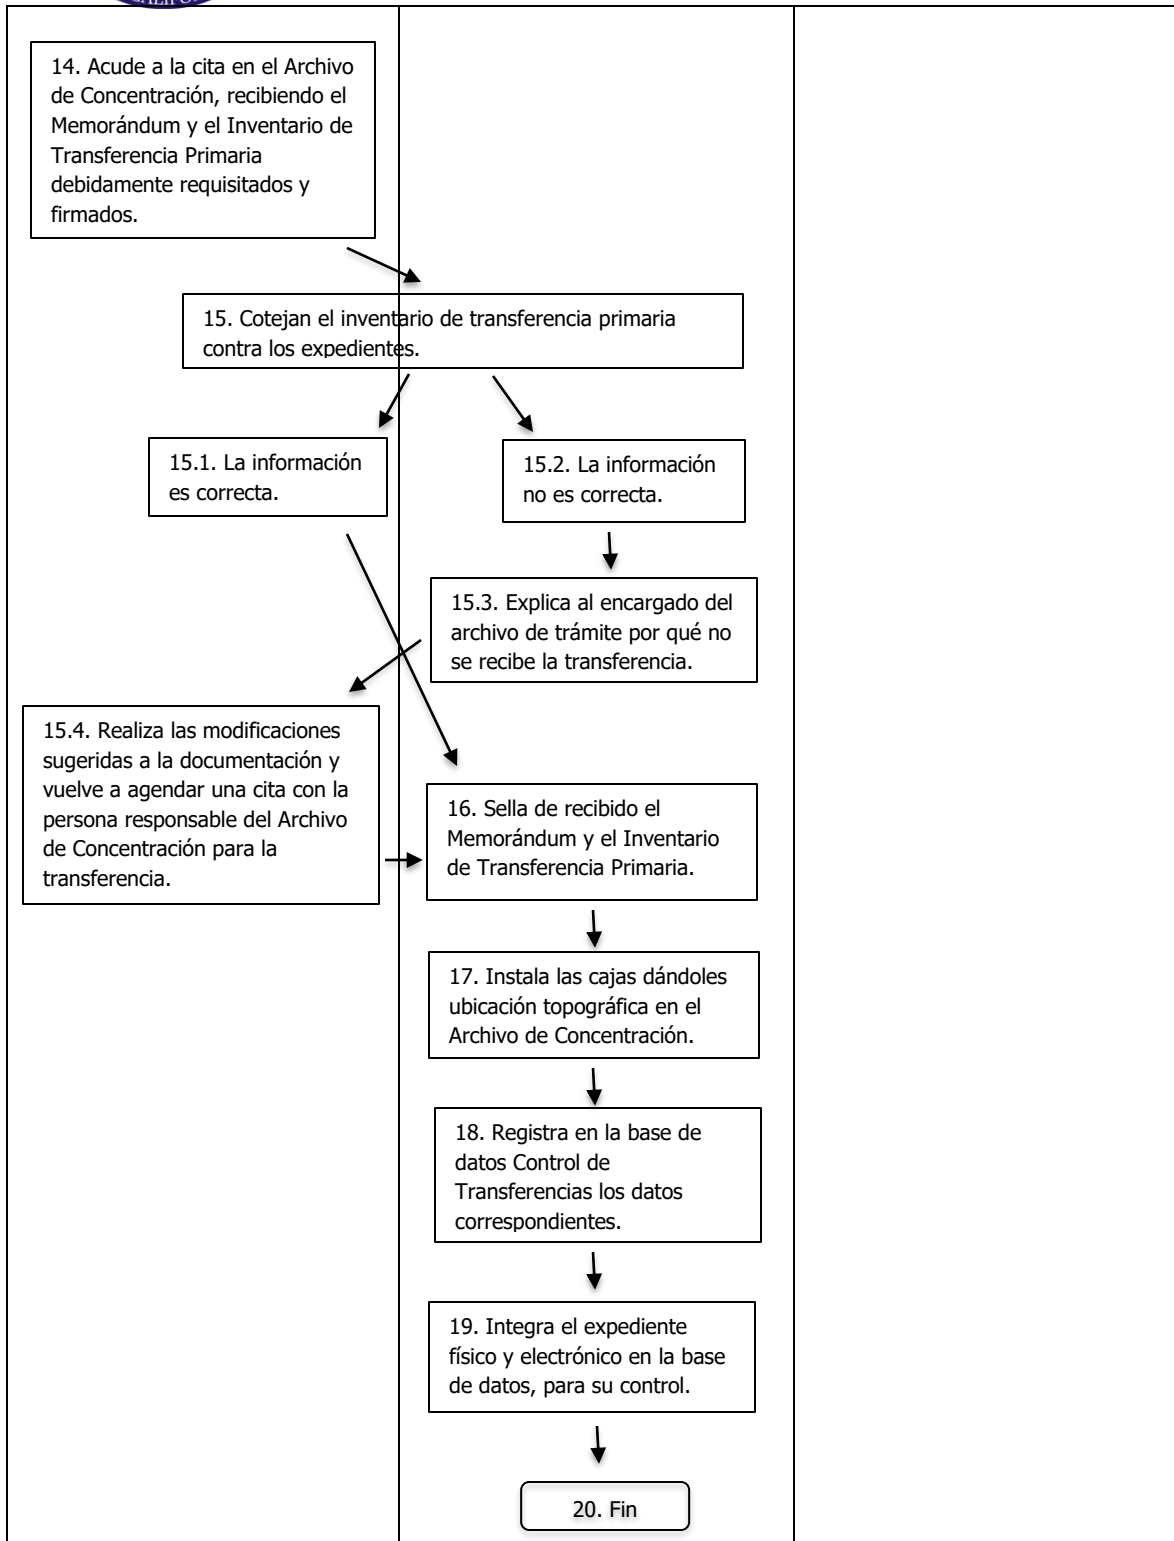 14. Acude a la cita en el Archivo
de Concentración, recibiendo el
Memorándum y el Inventario de
Transferencia Primaria
debidamente requisitados y
firmados.
15. Cotejan el inventario de transferencia primaria
contra los expedientes.
15.1. La información
es correcta.
15.2. La información
no es correcta.
15.3. Explica al encargado del
archivo de trámite por qué no
se recibe la transferencia.
15.4. Realiza las modificaciones
sugeridas a la documentación y
vuelve a agendar una cita con la
persona responsable del Archivo
de Concentración para la
transferencia.
16. Sella de recibido el
Memorándum y el Inventario
de Transferencia Primaria.
17. Instala las cajas dándoles
ubicación topográfica en el
Archivo de Concentración.
18. Registra en la base de
datos Control de
Transferencias los datos
correspondientes.
19. Integra el expediente
físico y electrónico en la base
de datos, para su control.
20. Fin